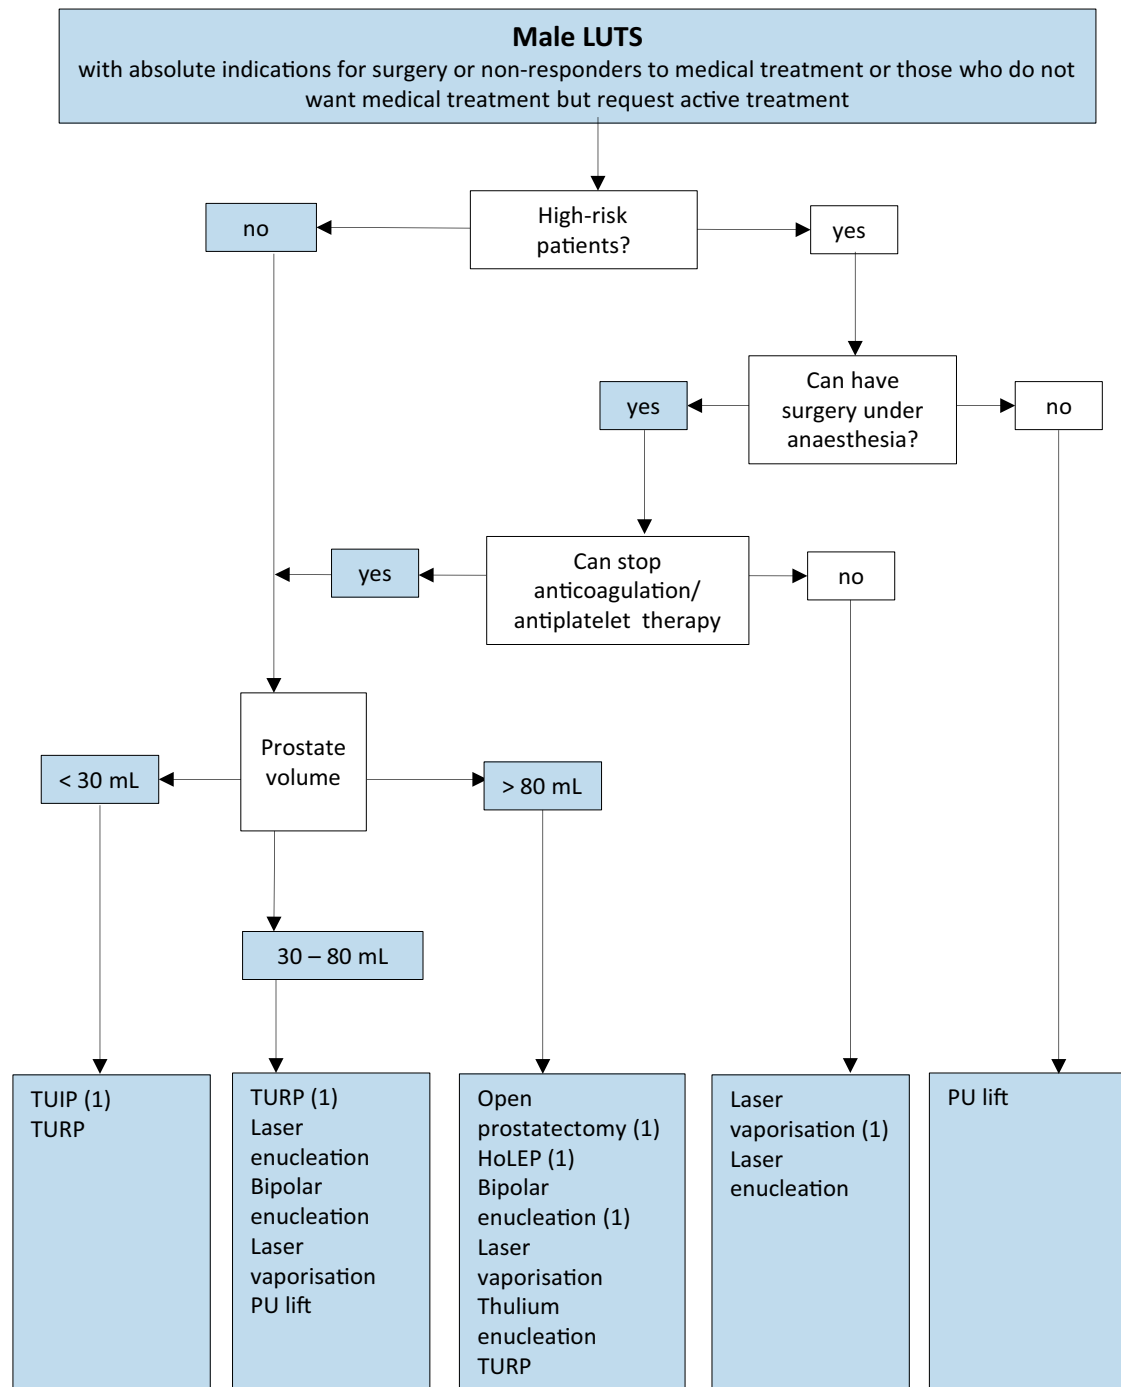 Male LUTS
with absolute indications for surgery or non-responders to medical treatment or those who do not
want medical treatment but request active treatment
High-risk
patients?
no
yes
Can have
surgery under
anaesthesia?
yes
no
Can stop
anticoagulation/
antiplatelet therapy
yes
no
Prostate
volume
< 30 mL
> 80 mL
30 – 80 mL
TUIP (1)
TURP
TURP (1)
Laser
enucleation
Bipolar
enucleation
Laser
vaporisation
PU lift
Open
prostatectomy (1)
HoLEP (1)
Bipolar
enucleation (1)
Laser
vaporisation
Thulium
enucleation
TURP
Laser
vaporisation (1)
Laser
enucleation
PU lift